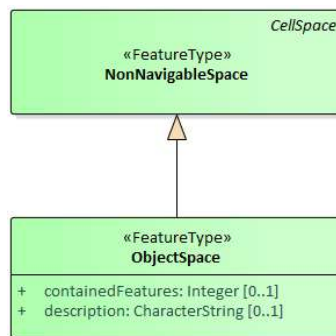 CellSpace
«FeatureType»
NonNavigableSpace
«FeatureType»
ObjectSpace
+ containedFeatures: Integer [0..1]
+ description: CharacterString [0..1]